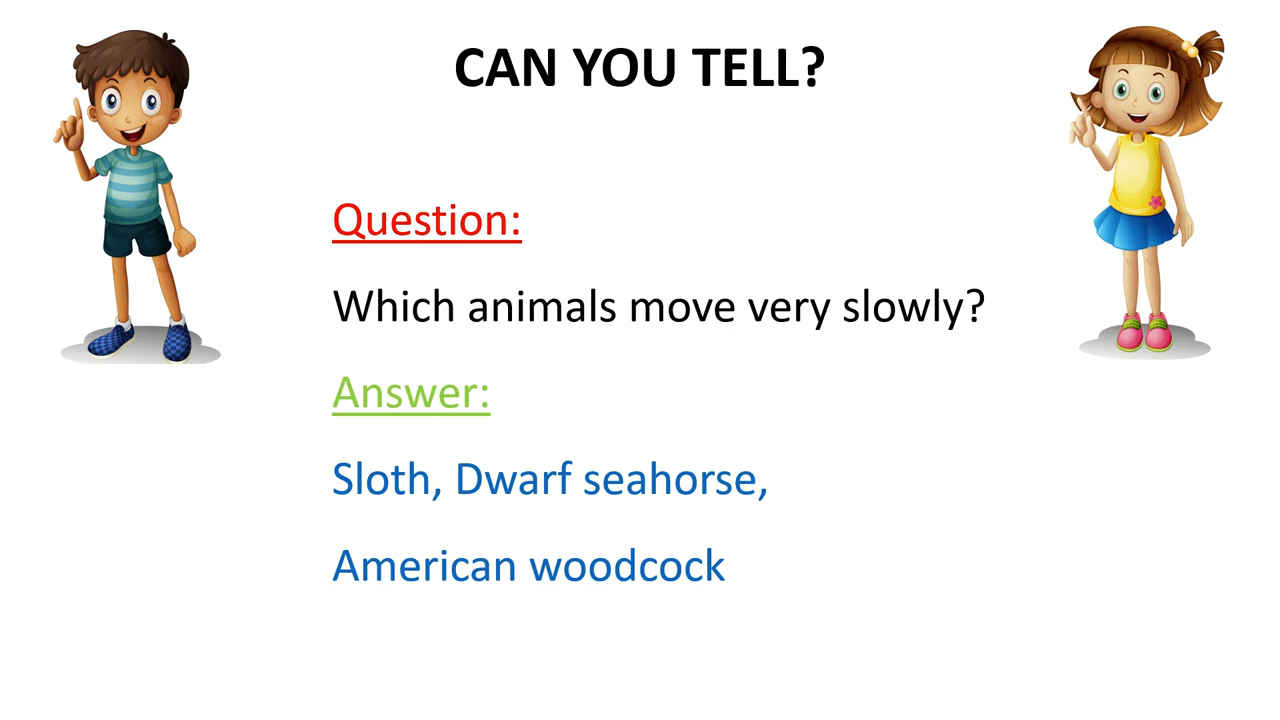 CAN YOU TELL?
Question:
Which animals move very slowly?
Answer:
Sloth, Dwarf seahorse,
American woodcock